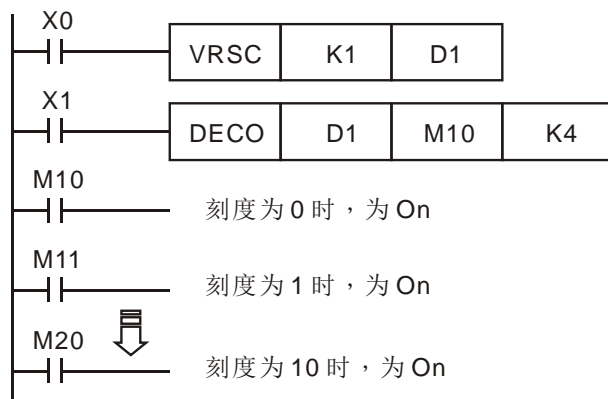 X0
VRSC K1 D1
X1
DECO D1 M10 K4
M10
刻度为 0 时，为 On
M11
刻度为 1 时，为 On
M20
刻度为 10 时，为 On